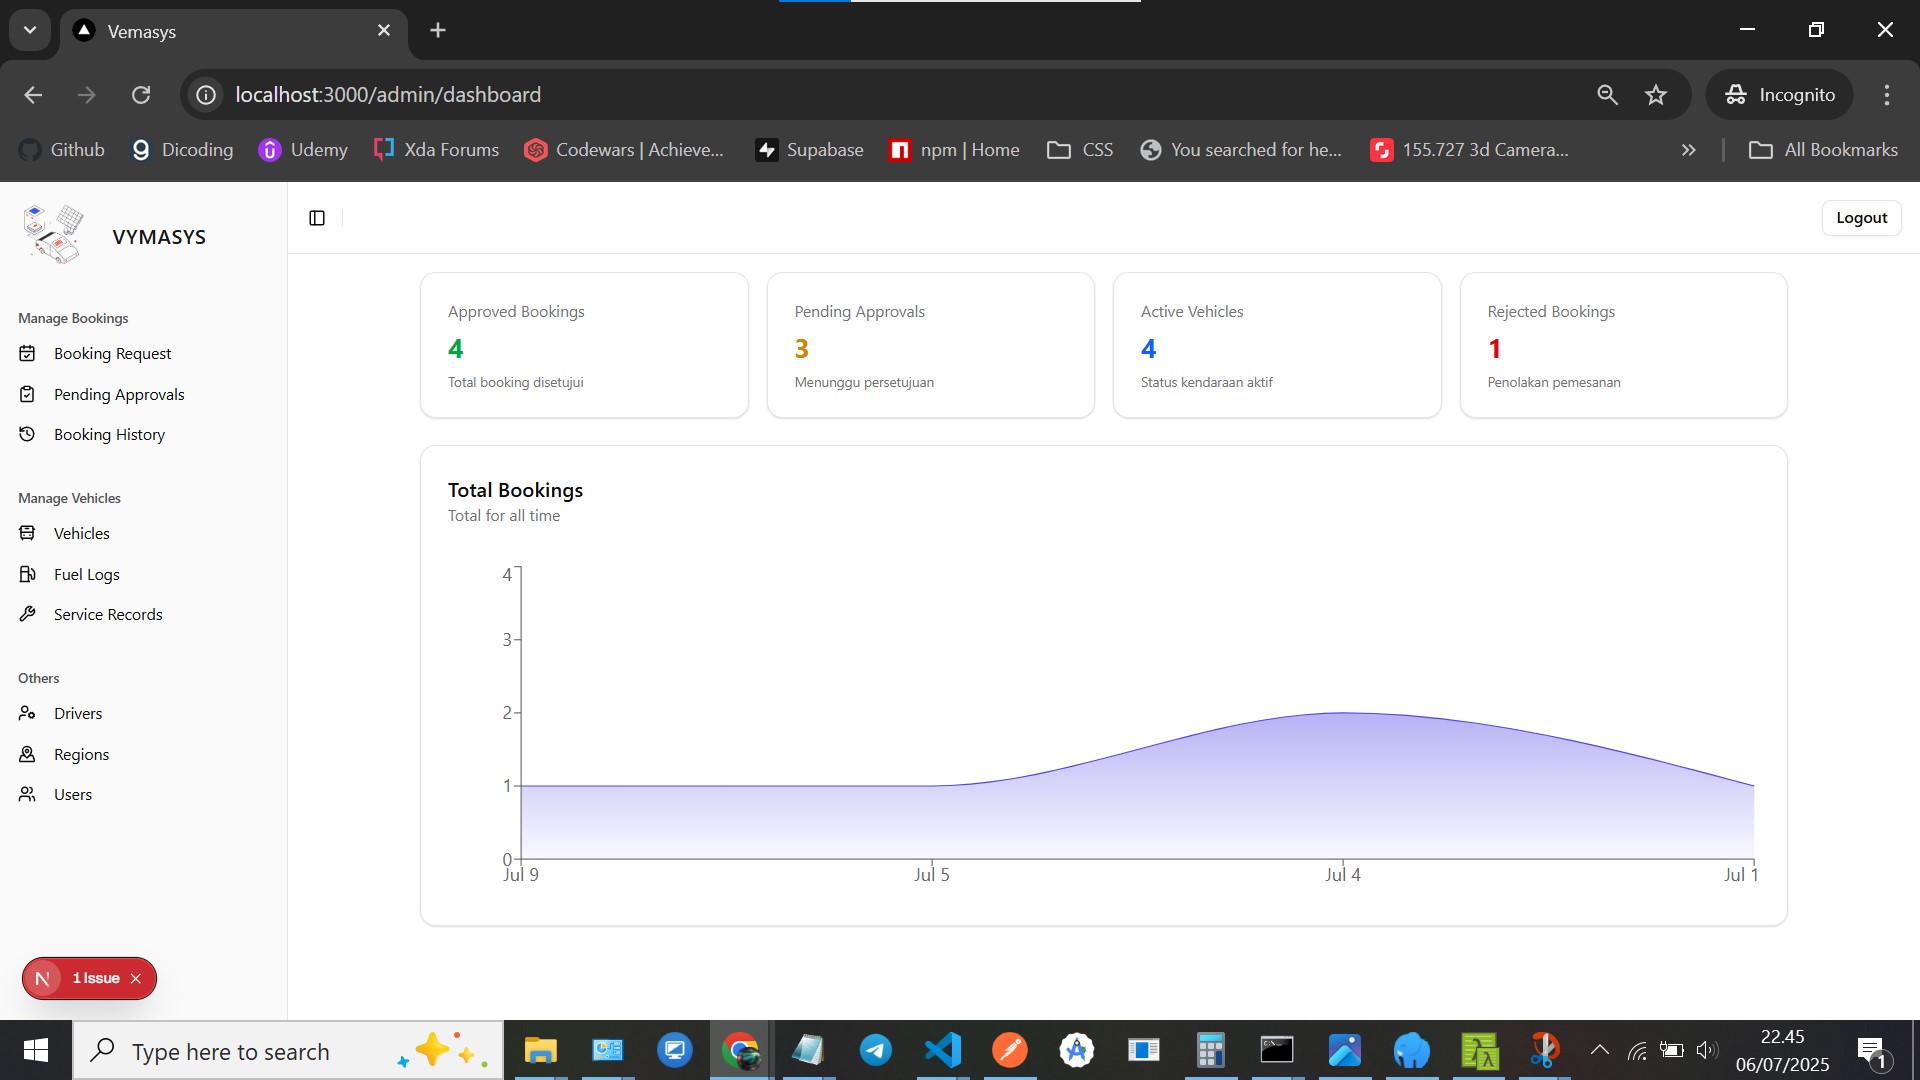 Vemasys
localhost:3000/admin/dashboard
Incognito
Github
Dicoding
Udemy
Xda Forums
Codewars | Achieve...
Supabase
npm | Home
CSS
You searched for he...
155.727 3d Camera...
All Bookmarks
VYMASYS
Logout
Manage Bookings
Booking Request
Pending Approvals
Booking History
Manage Vehicles
Vehicles
Fuel Logs
Service Records
Others
Drivers
Regions
Users
N 1 Issue
Approved Bookings
4
Total booking disetujui
Pending Approvals
3
Menunggu persetujuan
Active Vehicles
4
Status kendaraan aktif
Rejected Bookings
1
Penolakan pemesanan
Total Bookings
Total for all time
4
3
2
1
0
Jul 9
Jul 5
Jul 4
Jul 1
Type here to search
22.45
06/07/2025
1